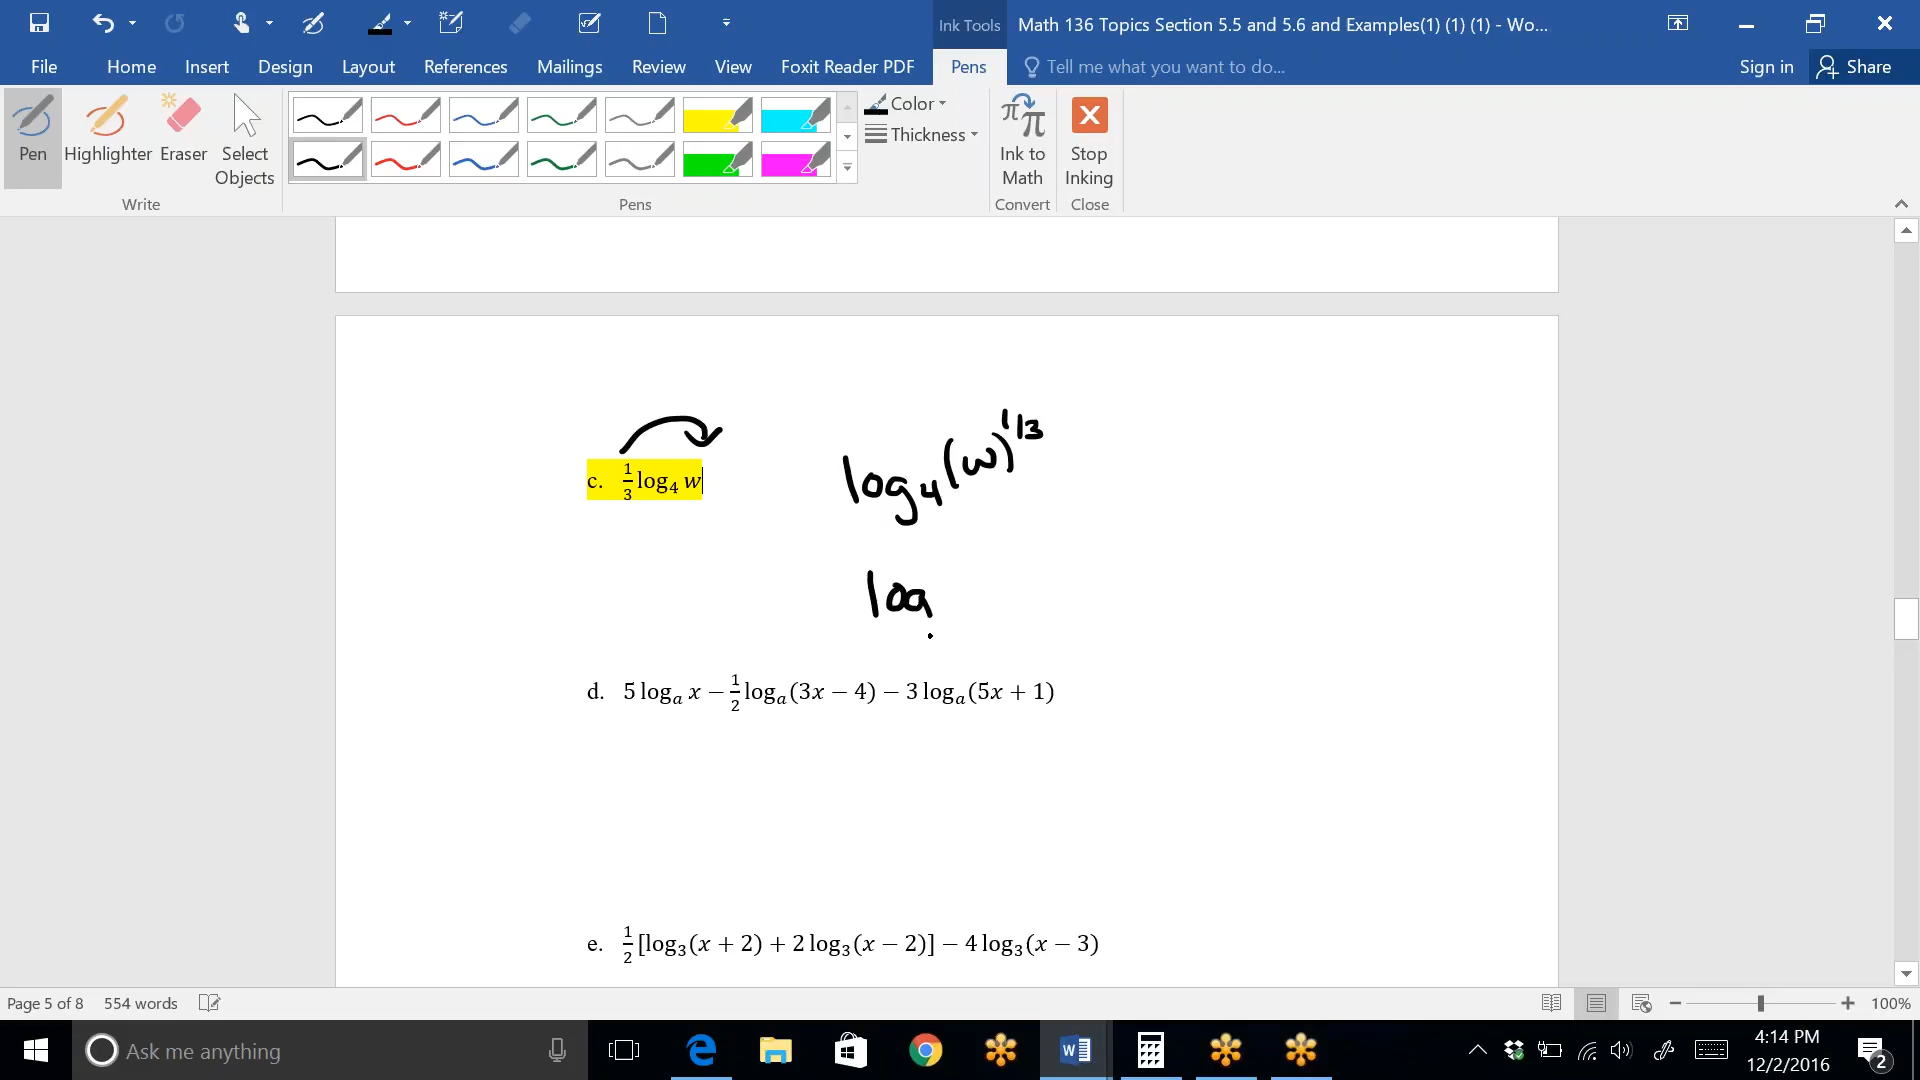 Ink Tools
Math 136 Topics Section 5.5 and 5.6 and Examples(1) (1) (1) - Wo...
File Home Insert Design Layout References Mailings Review View Foxit Reader PDF Pens Tell me what you want to do... Sign in Share
Pen Highlighter Eraser Select Objects
Color
Thickness
Ink to Math
Stop Inking
Write Pens Convert Close
log₄(w)^1/3
c. 1/3 log₄ w
log
d. 5 logₐ x − 1/2 logₐ(3x − 4) − 3 logₐ(5x + 1)
e. 1/2 [log₃(x + 2) + 2 log₃(x − 2)] − 4 log₃(x − 3)
Page 5 of 8 554 words 100%
Ask me anything
4:14 PM
12/2/2016
2